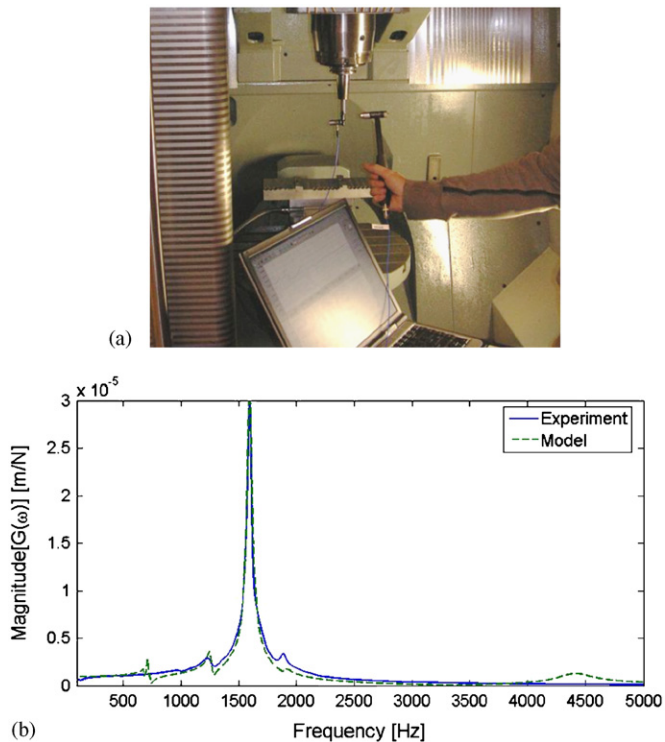 (a)
3 x 10⁻⁵
2.5
2
1.5
1
0.5
0
Magnitude[G(ω)] [m/N]
Experiment
Model
500 1000 1500 2000 2500 3000 3500 4000 4500 5000
Frequency [Hz]
(b)